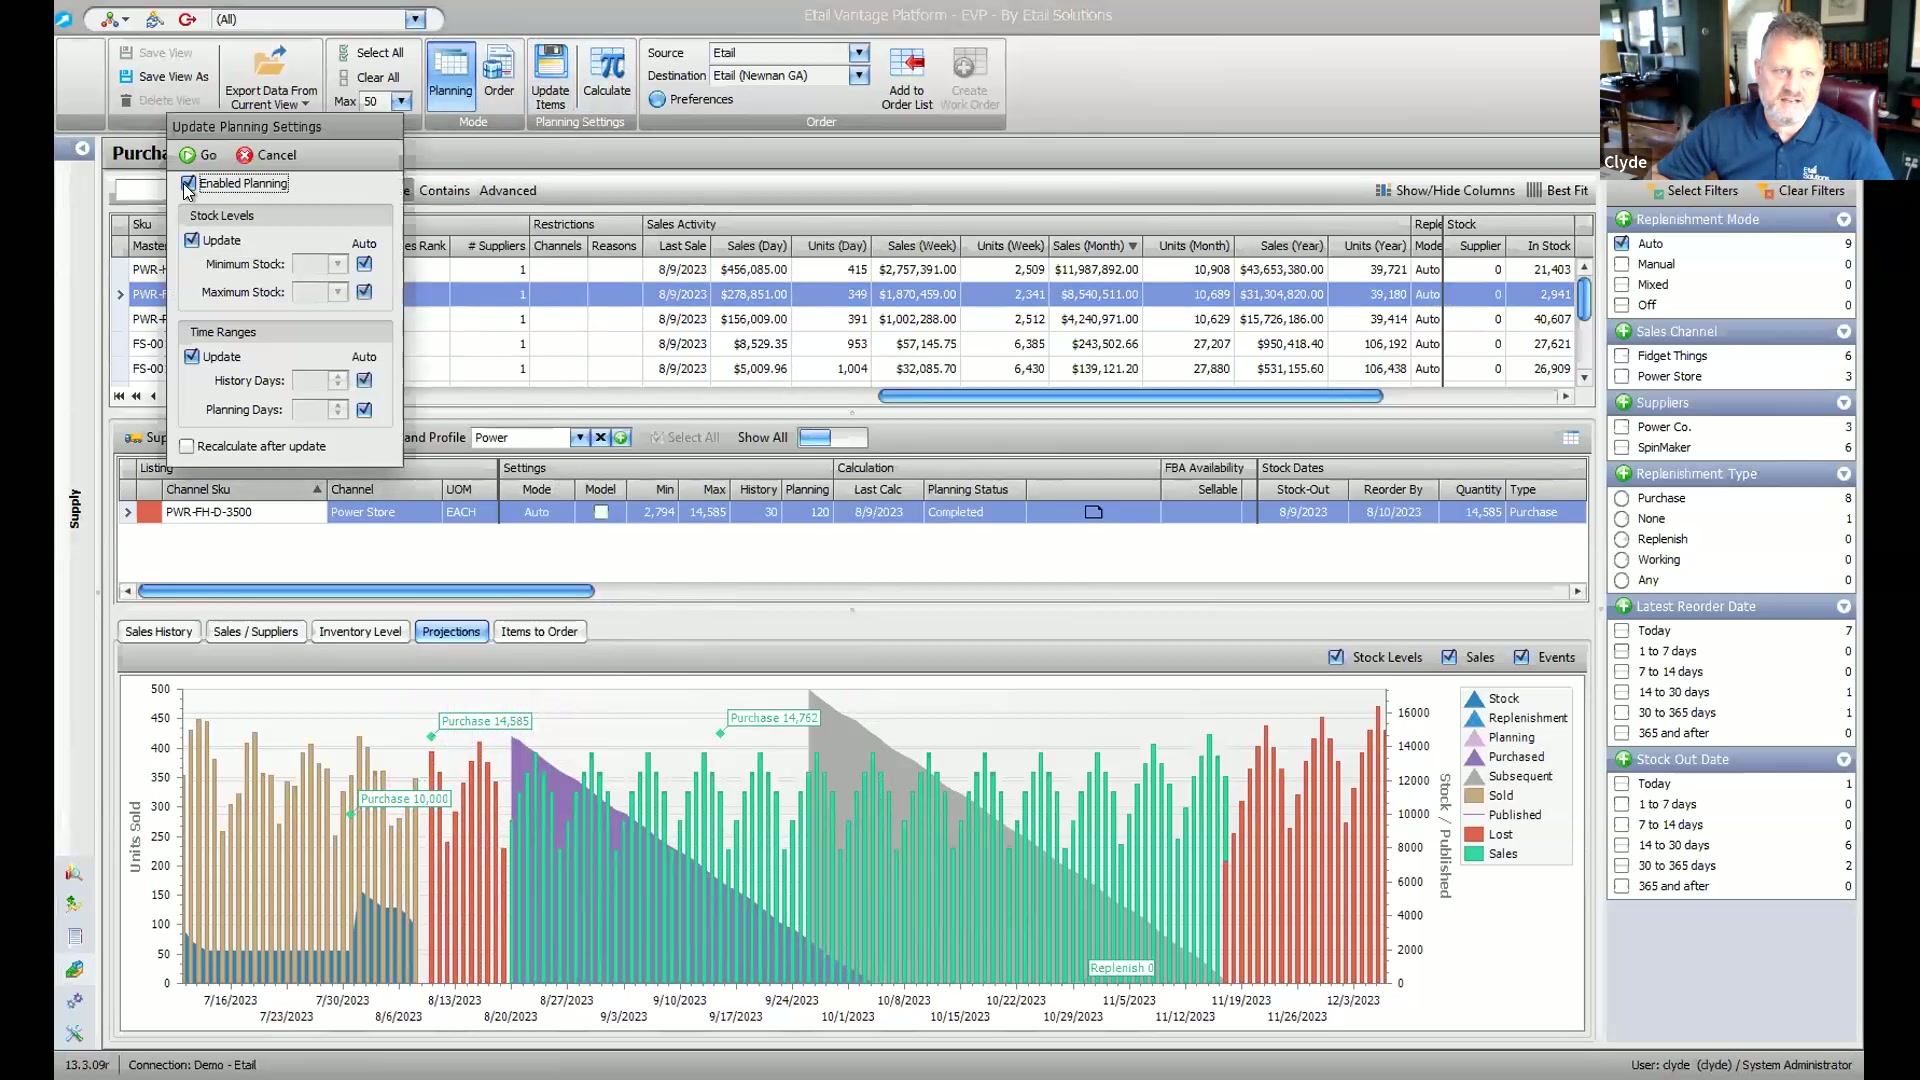 (All)
Etail Vantage Platform - EVP - By Etail Solutions
Save View
Save View As
Delete View
Export Data From
Current View
Select All
Clear All
Max 50
Planning
Order
Mode
Update
Items
Calculate
Planning Settings
Source Etail
Destination Etail (Newnan GA)
Preferences
Add to
Order List
Create
Work Order
Order
Etail
Solutions
Clyde
Update Planning Settings
Go Cancel
Enabled Planning
Stock Levels
Update Auto
Minimum Stock:
Maximum Stock:
Time Ranges
Update Auto
History Days:
Planning Days:
Recalculate after update
Purcha
Contains Advanced Show/Hide Columns Best Fit
Sku Restrictions Sales Activity Reple Stock
Master es Rank # Suppliers Channels Reasons Last Sale Sales (Day) Units (Day) Sales (Week) Units (Week) Sales (Month) Units (Month) Sales (Year) Units (Year) Mode Supplier In Stock
PWR-H 1 8/9/2023 $456,085.00 415 $2,757,391.00 2,509 $11,987,892.00 10,908 $43,653,380.00 39,721 Auto 0 21,403
PWR-F 1 8/9/2023 $278,851.00 349 $1,870,459.00 2,341 $8,540,511.00 10,689 $31,304,820.00 39,180 Auto 0 2,941
PWR-F 1 8/9/2023 $156,009.00 391 $1,002,288.00 2,512 $4,240,971.00 10,629 $15,726,186.00 39,414 Auto 0 40,607
FS-00 1 8/9/2023 $8,529.35 953 $57,145.75 6,385 $243,502.66 27,207 $950,418.40 106,192 Auto 0 27,621
FS-00 1 8/9/2023 $5,009.96 1,004 $32,085.70 6,430 $139,121.20 27,880 $531,155.60 106,438 Auto 0 26,909
Sup and Profile Power Select All Show All
Listing Settings Calculation FBA Availability Stock Dates
Channel Sku Channel UOM Mode Model Min Max History Planning Last Calc Planning Status Sellable Stock-Out Reorder By Quantity Type
PWR-FH-D-3500 Power Store EACH Auto 2,794 14,585 30 120 8/9/2023 Completed 8/9/2023 8/10/2023 14,585 Purchase
Sales History Sales / Suppliers Inventory Level Projections Items to Order
Stock Levels Sales Events
Units Sold
500
450
400
350
300
250
200
150
100
50
0
Purchase 10,000
Purchase 14,585
Purchase 14,762
Replenish 0
16000
14000
12000
10000
8000
6000
4000
2000
0
Stock / Published
7/16/2023 7/30/2023 8/13/2023 8/27/2023 9/10/2023 9/24/2023 10/8/2023 10/22/2023 11/5/2023 11/19/2023 12/3/2023
7/23/2023 8/6/2023 8/20/2023 9/3/2023 9/17/2023 10/1/2023 10/15/2023 10/29/2023 11/12/2023 11/26/2023
Stock
Replenishment
Planning
Purchased
Subsequent
Sold
Published
Lost
Sales
Supply
Select Filters Clear Filters
Replenishment Mode
Auto 9
Manual 0
Mixed 0
Off 0
Sales Channel
Fidget Things 6
Power Store 3
Suppliers
Power Co. 3
SpinMaker 6
Replenishment Type
Purchase 8
None 1
Replenish 0
Working 0
Any 0
Latest Reorder Date
Today 7
1 to 7 days 0
7 to 14 days 0
14 to 30 days 1
30 to 365 days 1
365 and after 0
Stock Out Date
Today 1
1 to 7 days 0
7 to 14 days 0
14 to 30 days 6
30 to 365 days 2
365 and after 0
13.3.09r Connection: Demo - Etail User: clyde (clyde) / System Administrator